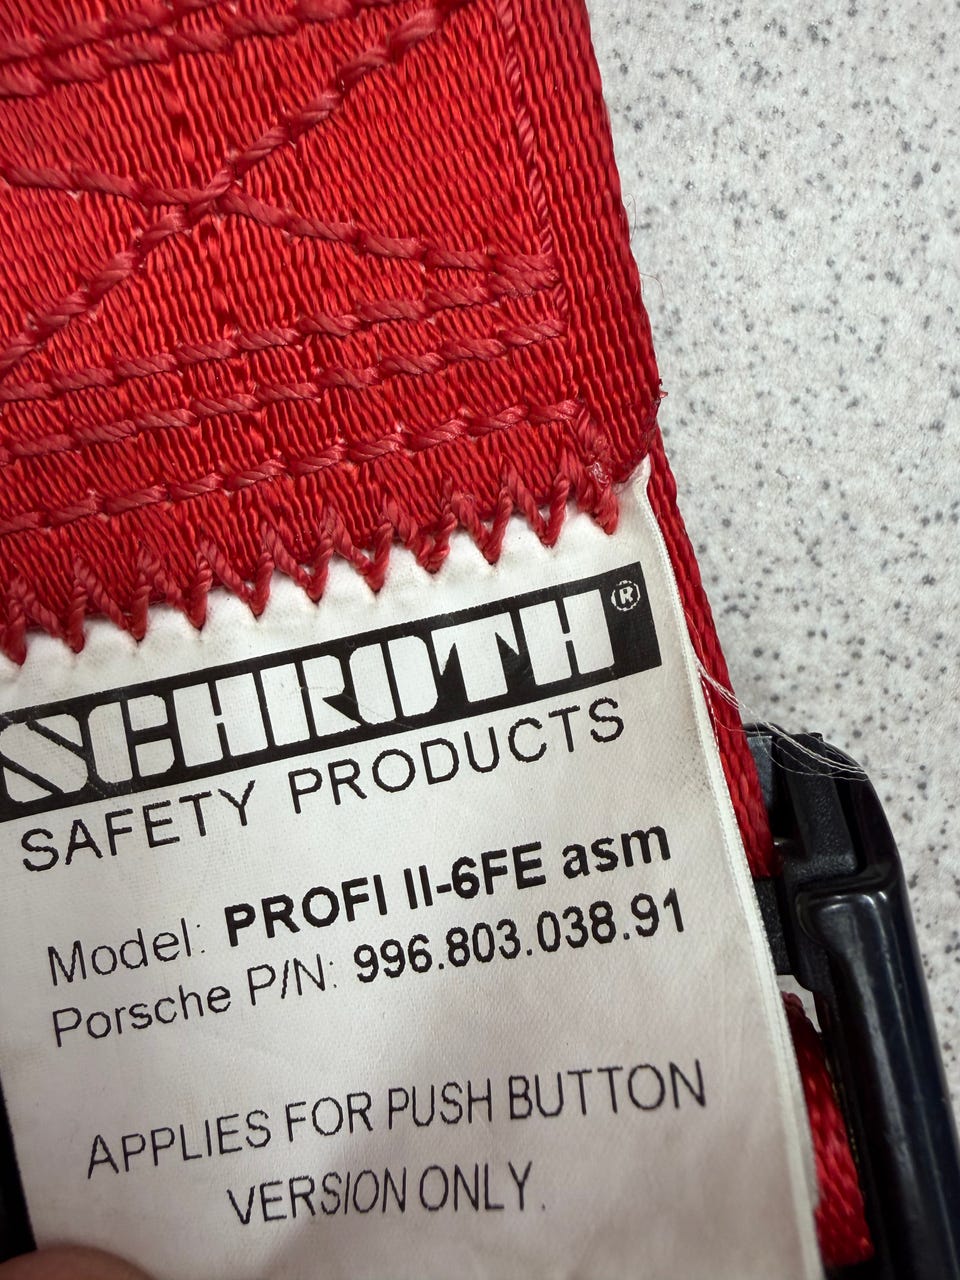 SCHROTH®
SAFETY PRODUCTS
Model: PROFI II-6FE asm
Porsche P/N: 996.803.038.91
APPLIES FOR PUSH BUTTON
VERSION ONLY.